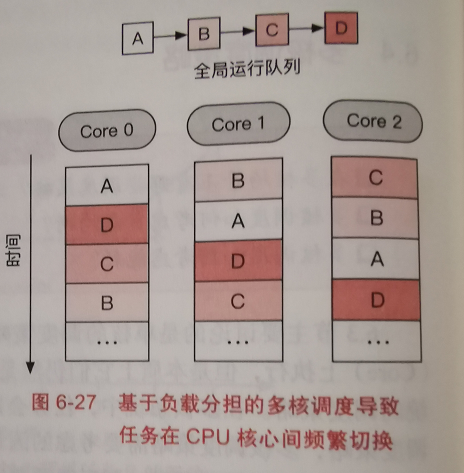 A B C D
全局运行队列
Core 0 Core 1 Core 2
时间
A B C
D A B
C D A
B C D
... ... ...
图 6-27 基于负载分担的多核调度导致
任务在 CPU 核心间频繁切换